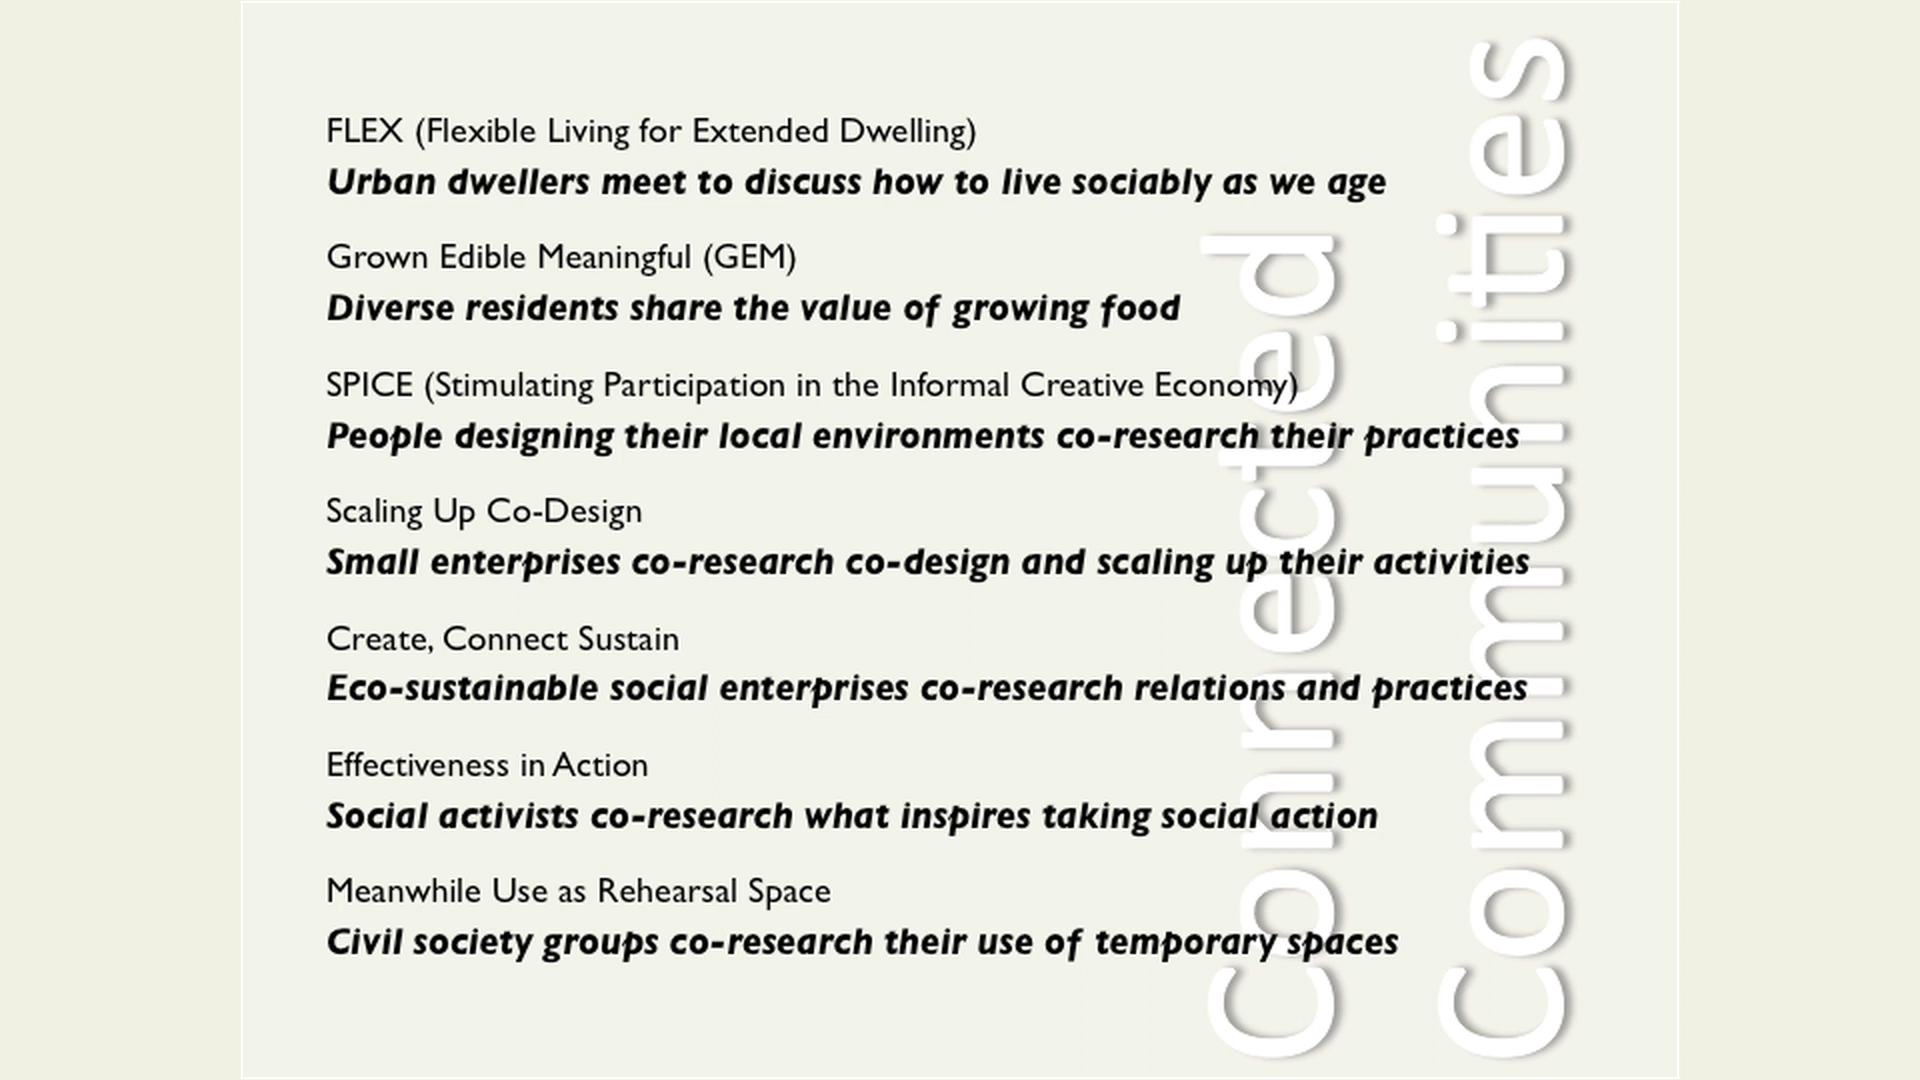 FLEX (Flexible Living for Extended Dwelling)
Urban dwellers meet to discuss how to live sociably as we age
Grown Edible Meaningful (GEM)
Diverse residents share the value of growing food
SPICE (Stimulating Participation in the Informal Creative Economy)
People designing their local environments co-research their practices
Scaling Up Co-Design
Small enterprises co-research co-design and scaling up their activities
Create, Connect Sustain
Eco-sustainable social enterprises co-research relations and practices
Effectiveness in Action
Social activists co-research what inspires taking social action
Meanwhile Use as Rehearsal Space
Civil society groups co-research their use of temporary spaces
Connected
Communities